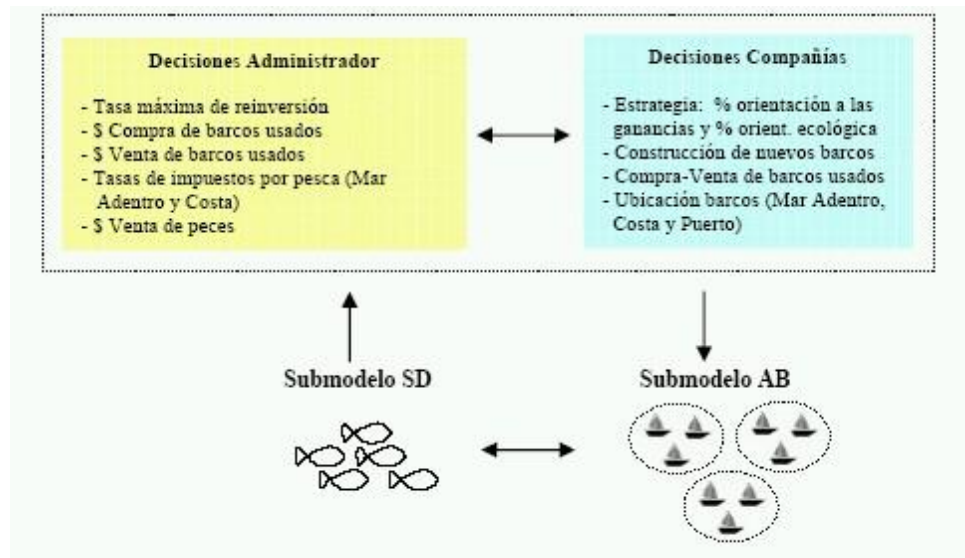 Decisiones Administrador
- Tasa máxima de reinversión
- $ Compra de barcos usados
- $ Venta de barcos usados
- Tasas de impuestos por pesca (Mar
Adentro y Costa)
- $ Venta de peces
Decisiones Compañías
- Estrategia: % orientación a las
ganancias y % orient. ecológica
- Construcción de nuevos barcos
- Compra-Venta de barcos usados
- Ubicación barcos (Mar Adentro,
Costa y Puerto)
Submodelo SD
Submodelo AB